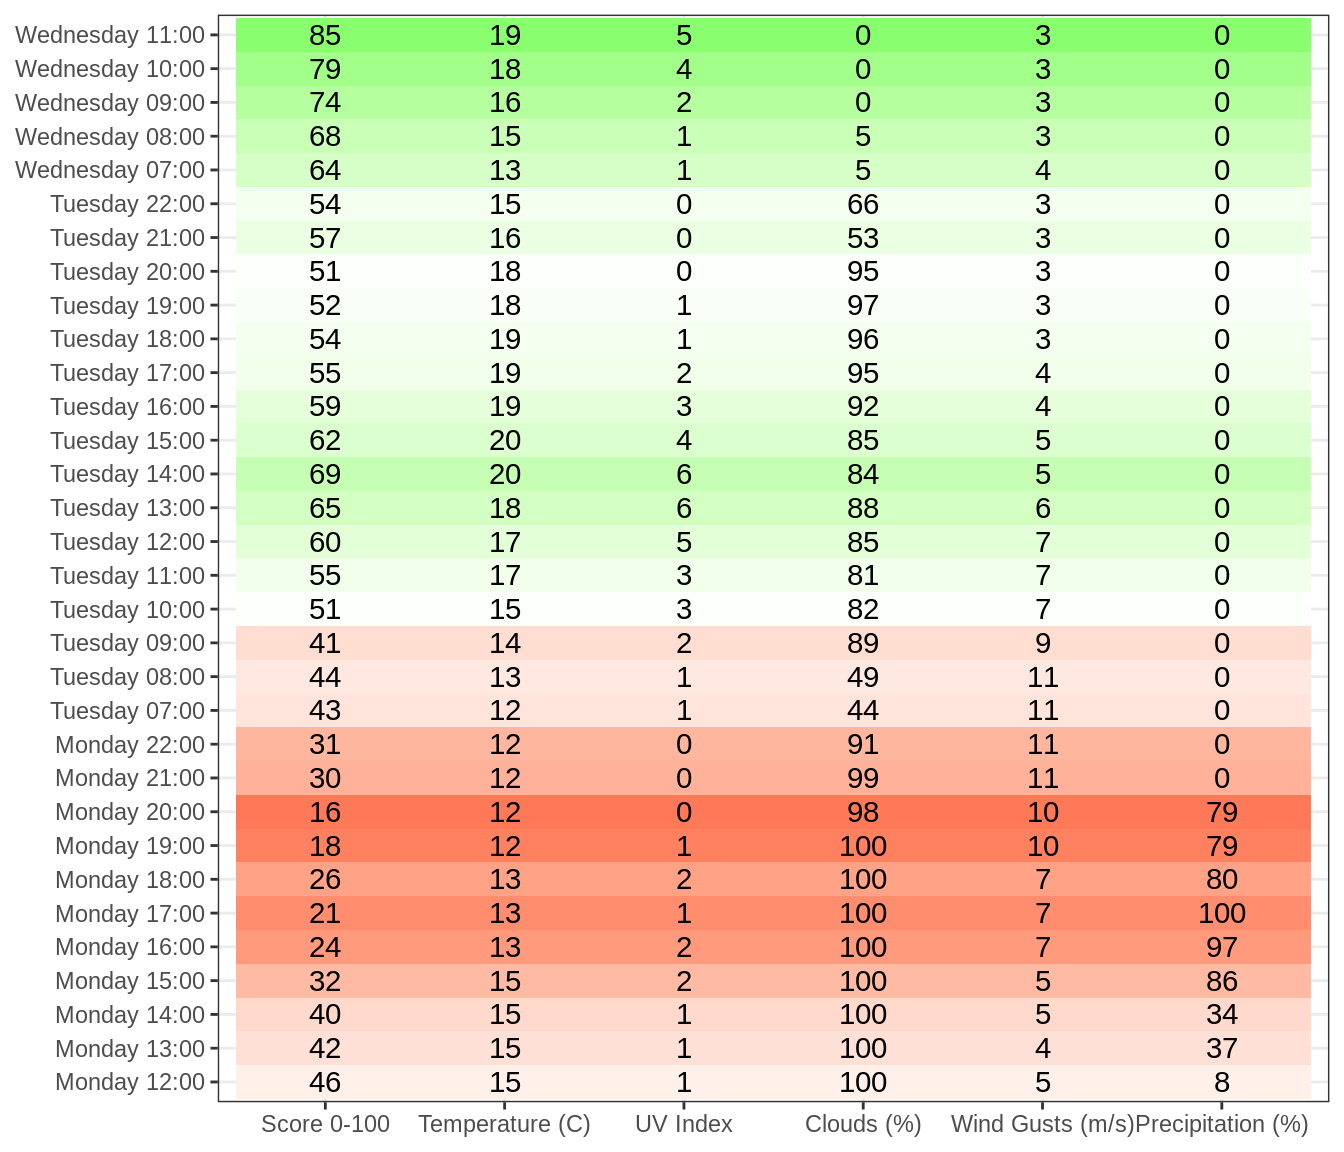 Wednesday 11:00 85 19 5 0 3 0
Wednesday 10:00 79 18 4 0 3 0
Wednesday 09:00 74 16 2 0 3 0
Wednesday 08:00 68 15 1 5 3 0
Wednesday 07:00 64 13 1 5 4 0
Tuesday 22:00 54 15 0 66 3 0
Tuesday 21:00 57 16 0 53 3 0
Tuesday 20:00 51 18 0 95 3 0
Tuesday 19:00 52 18 1 97 3 0
Tuesday 18:00 54 19 1 96 3 0
Tuesday 17:00 55 19 2 95 4 0
Tuesday 16:00 59 19 3 92 4 0
Tuesday 15:00 62 20 4 85 5 0
Tuesday 14:00 69 20 6 84 5 0
Tuesday 13:00 65 18 6 88 6 0
Tuesday 12:00 60 17 5 85 7 0
Tuesday 11:00 55 17 3 81 7 0
Tuesday 10:00 51 15 3 82 7 0
Tuesday 09:00 41 14 2 89 9 0
Tuesday 08:00 44 13 1 49 11 0
Tuesday 07:00 43 12 1 44 11 0
Monday 22:00 31 12 0 91 11 0
Monday 21:00 30 12 0 99 11 0
Monday 20:00 16 12 0 98 10 79
Monday 19:00 18 12 1 100 10 79
Monday 18:00 26 13 2 100 7 80
Monday 17:00 21 13 1 100 7 100
Monday 16:00 24 13 2 100 7 97
Monday 15:00 32 15 2 100 5 86
Monday 14:00 40 15 1 100 5 34
Monday 13:00 42 15 1 100 4 37
Monday 12:00 46 15 1 100 5 8
Score 0-100 Temperature (C) UV Index Clouds (%) Wind Gusts (m/s) Precipitation (%)